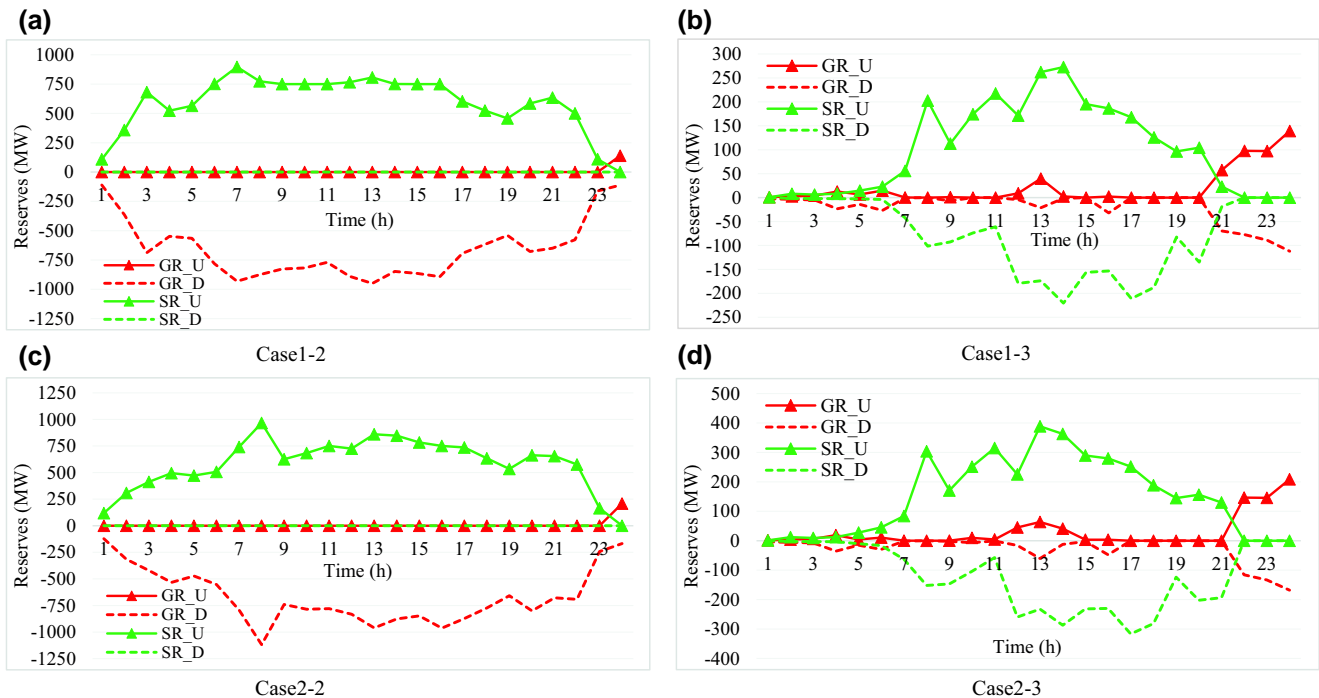 (a)
Reserves (MW)
1000
750
500
250
0
-250
-500
-750
-1000
-1250
1 3 5 7 9 11 13 15 17 19 21 23
Time (h)
GR_U
GR_D
SR_U
SR_D
Case1-2
(b)
Reserves (MW)
300
250
200
150
100
50
0
-50
-100
-150
-200
-250
GR_U
GR_D
SR_U
SR_D
1 3 5 7 9 11 13 15 17 19 21 23
Time (h)
Case1-3
(c)
Reserves (MW)
1250
1000
750
500
250
0
-250
-500
-750
-1000
-1250
1 3 5 7 9 11 13 15 17 19 21 23
Time (h)
GR_U
GR_D
SR_U
SR_D
Case2-2
(d)
Reserves (MW)
500
400
300
200
100
0
-100
-200
-300
-400
GR_U
GR_D
SR_U
SR_D
1 3 5 7 9 11 13 15 17 19 21 23
Time (h)
Case2-3